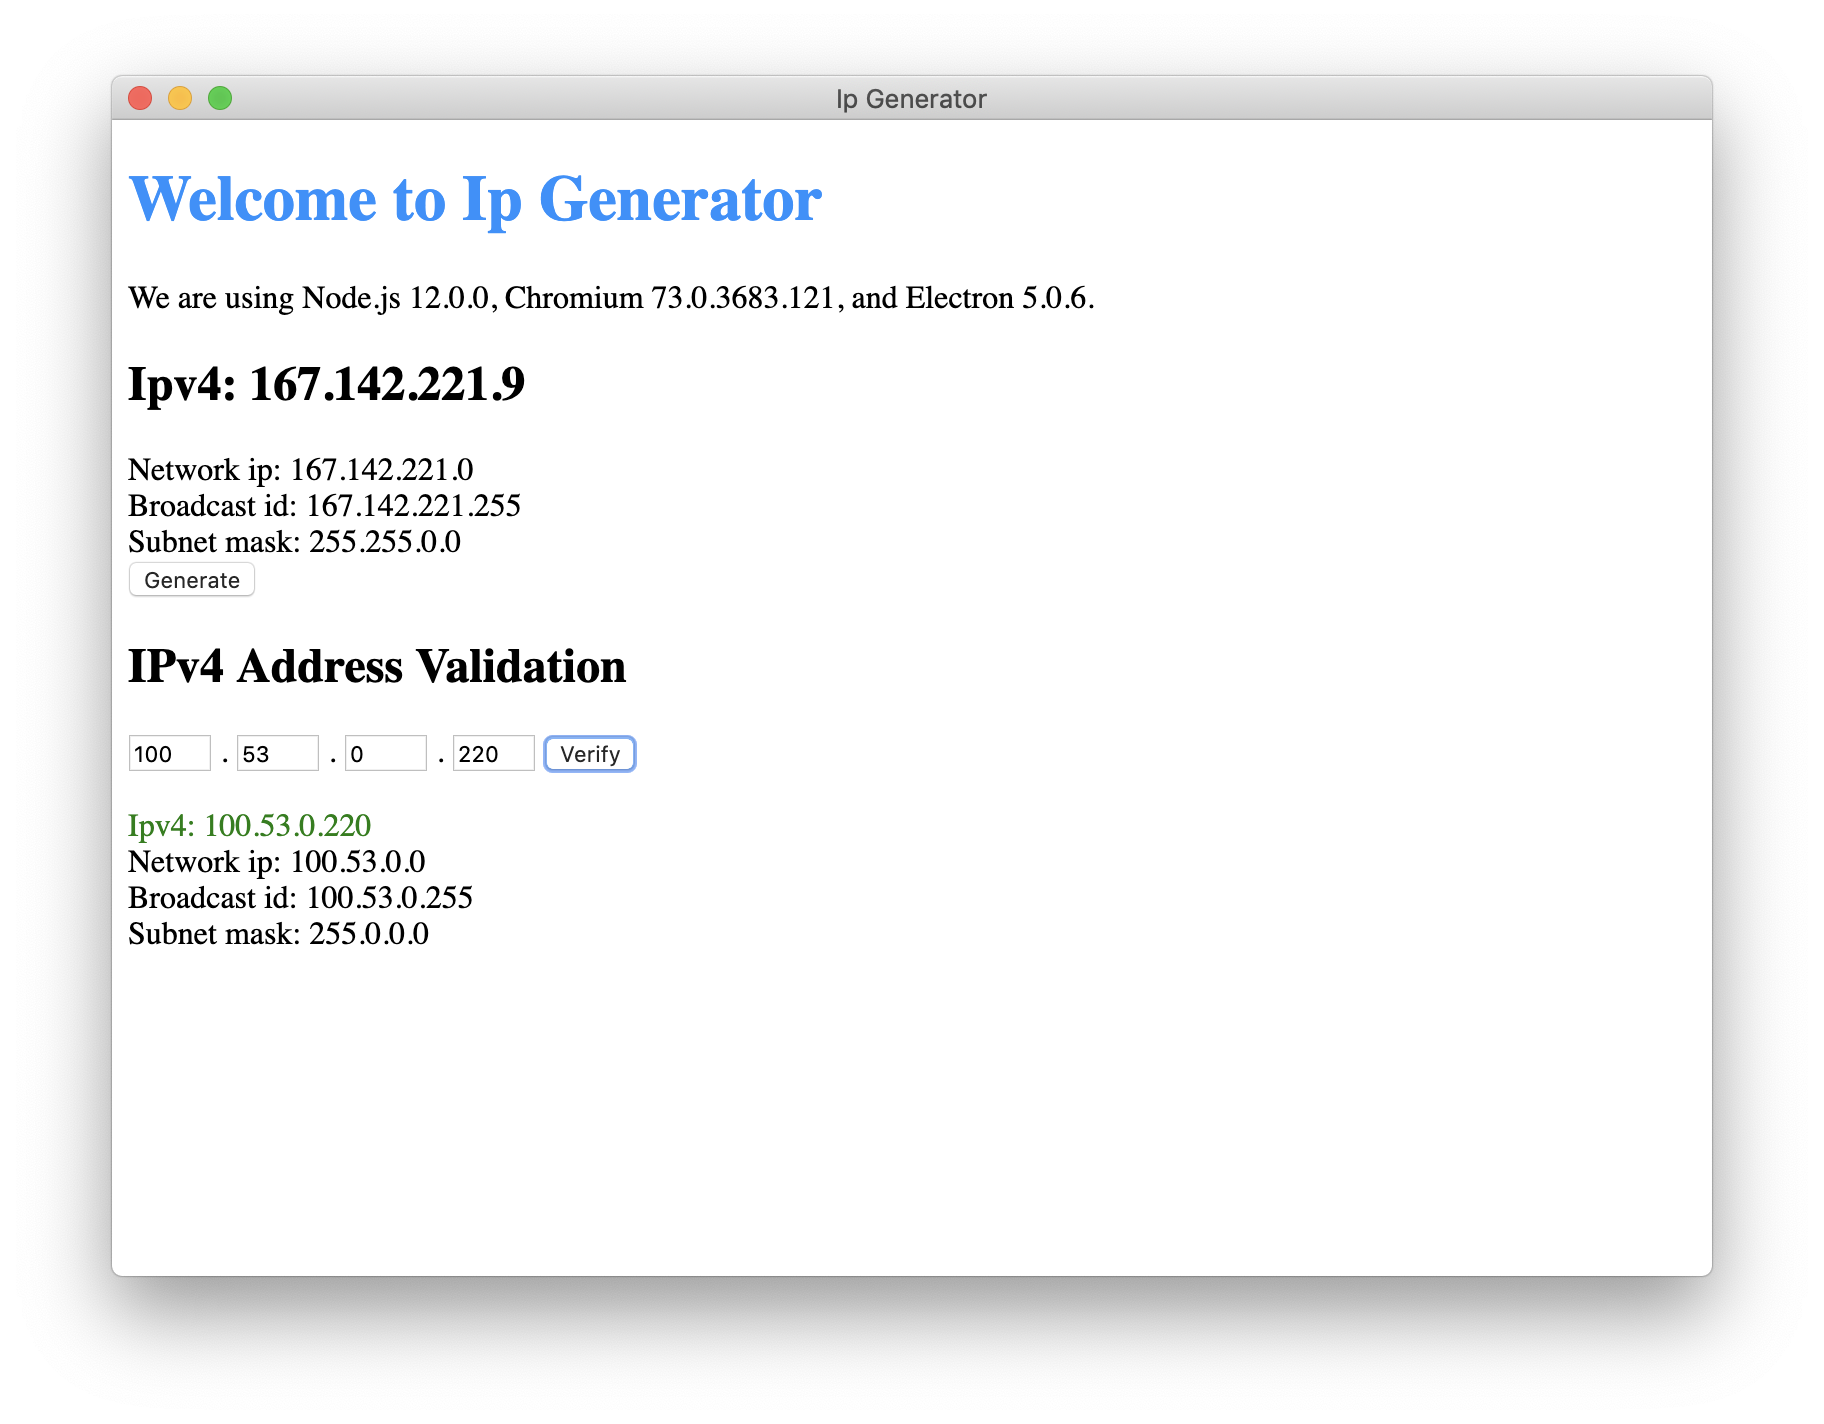 Ip Generator
Welcome to Ip Generator
We are using Node.js 12.0.0, Chromium 73.0.3683.121, and Electron 5.0.6.
Ipv4: 167.142.221.9
Network ip: 167.142.221.0
Broadcast id: 167.142.221.255
Subnet mask: 255.255.0.0
Generate
IPv4 Address Validation
100 . 53 . 0 . 220 Verify
Ipv4: 100.53.0.220
Network ip: 100.53.0.0
Broadcast id: 100.53.0.255
Subnet mask: 255.0.0.0